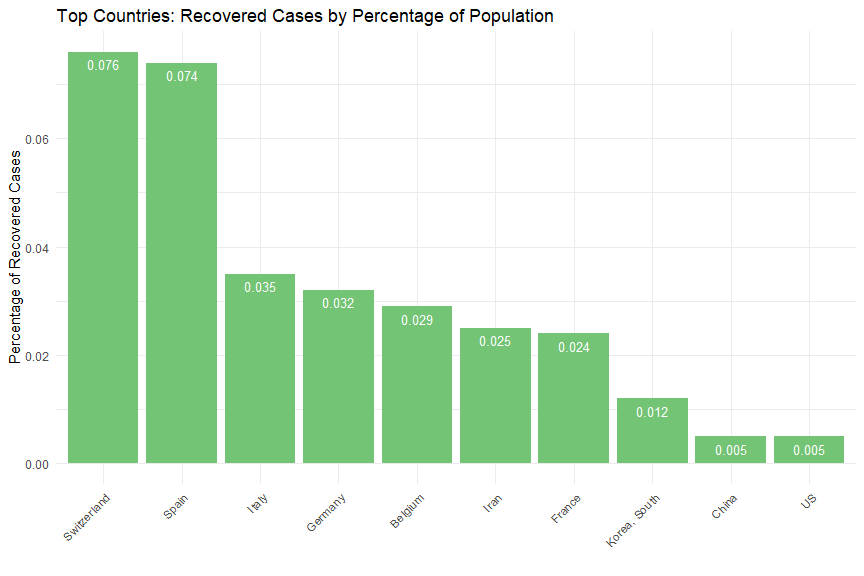 Top Countries: Recovered Cases by Percentage of Population
Percentage of Recovered Cases
0.06
0.04
0.02
0.00
0.076
0.074
0.035
0.032
0.029
0.025
0.024
0.012
0.005
0.005
Switzerland
Spain
Italy
Germany
Belgium
Iran
France
Korea, South
China
US